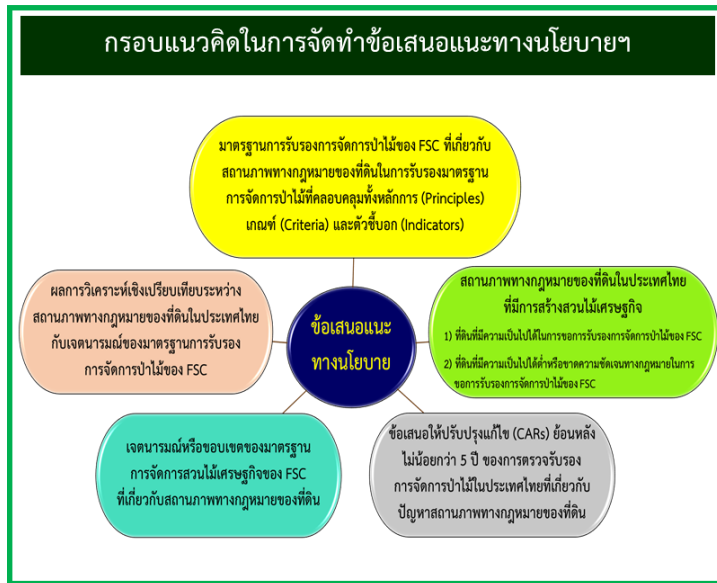 กรอบแนวคิดในการจัดทำข้อเสนอแนะทางนโยบายฯ
มาตรฐานการรับรองการจัดการป่าไม้ของ FSC ที่เกี่ยวกับ
สถานภาพทางกฎหมายของที่ดินในการรับรองมาตรฐาน
การจัดการป่าไม้ที่คลอบคลุมทั้งหลักการ (Principles)
เกณฑ์ (Criteria) และตัวชี้บอก (Indicators)
ผลการวิเคราะห์เชิงเปรียบเทียบระหว่าง
สถานภาพทางกฎหมายของที่ดินในประเทศไทย
กับเจตนารมณ์ของมาตรฐานการรับรอง
การจัดการป่าไม้ของ FSC
ข้อเสนอแนะ
ทางนโยบาย
สถานภาพทางกฎหมายของที่ดินในประเทศไทย
ที่มีการสร้างสวนไม้เศรษฐกิจ
1) ที่ดินที่มีความเป็นไปได้ในการขอการรับรองการจัดการป่าไม้ของ FSC
2) ที่ดินที่มีความเป็นไปได้ต่ำหรือขาดความชัดเจนทางกฎหมายในการ
ขอการรับรองการจัดการป่าไม้ของ FSC
เจตนารมณ์หรือขอบเขตของมาตรฐาน
การจัดการสวนไม้เศรษฐกิจของ FSC
ที่เกี่ยวกับสถานภาพทางกฎหมายของที่ดิน
ข้อเสนอให้ปรับปรุงแก้ไข (CARs) ย้อนหลัง
ไม่น้อยกว่า 5 ปี ของการตรวจรับรอง
การจัดการป่าไม้ในประเทศไทยที่เกี่ยวกับ
ปัญหาสถานภาพทางกฎหมายของที่ดิน